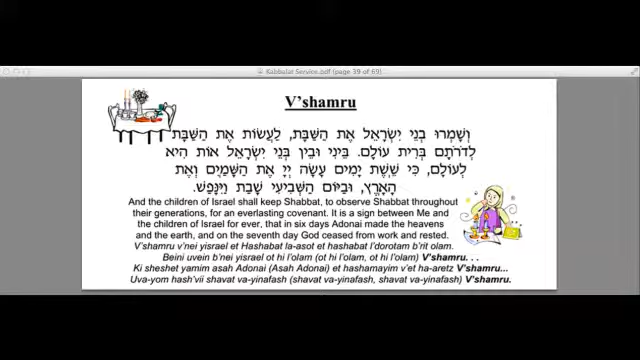 Kabbalat Service.pdf (page 39 of 69)
V'shamru
וְשָׁמְרוּ בְנֵי יִשְׂרָאֵל אֶת הַשַּׁבָּת, לַעֲשׂוֹת אֶת הַשַּׁבָּת
לְדֹרֹתָם בְּרִית עוֹלָם. בֵּינִי וּבֵין בְּנֵי יִשְׂרָאֵל אוֹת הִיא
לְעוֹלָם, כִּי שֵׁשֶׁת יָמִים עָשָׂה יְיָ אֶת הַשָּׁמַיִם וְאֶת
הָאָרֶץ, וּבַיּוֹם הַשְּׁבִיעִי שָׁבַת וַיִּנָּפַשׁ.
And the children of Israel shall keep Shabbat, to observe Shabbat throughout
their generations, for an everlasting covenant. It is a sign between Me and
the children of Israel for ever, that in six days Adonai made the heavens
and the earth, and on the seventh day God ceased from work and rested.
V'shamru v'nei yisrael et Hashabat la-asot et hashabat l'dorotam b'rit olam.
Beini uvein b'nei yisrael ot hi l'olam (ot hi l'olam, ot hi l'olam) V'shamru. . .
Ki sheshet yamim asah Adonai (Asah Adonai) et hashamayim v'et ha-aretz V'shamru...
Uva-yom hash'vii shavat va-yinafash (shavat va-yinafash, shavat va-yinafash) V'shamru.